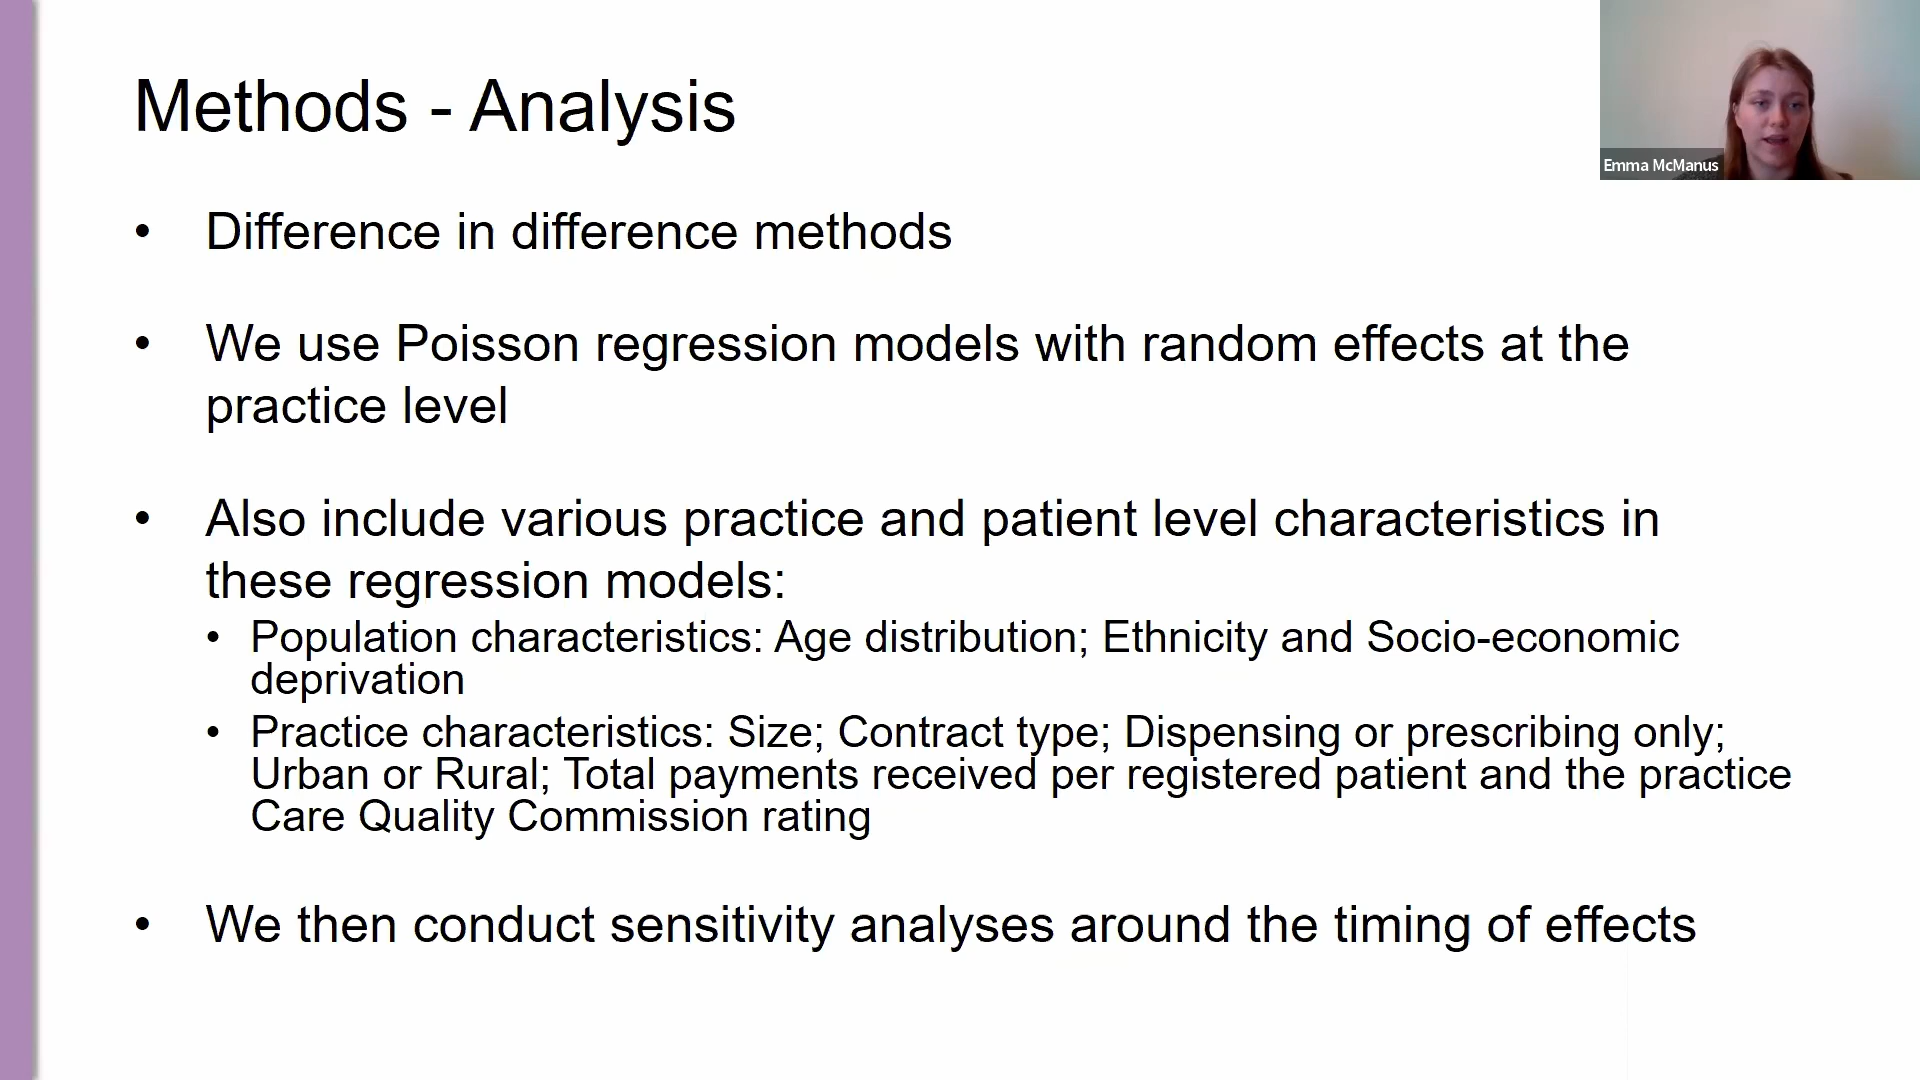 Methods - Analysis
Emma McManus
• Difference in difference methods
• We use Poisson regression models with random effects at the
practice level
• Also include various practice and patient level characteristics in
these regression models:
• Population characteristics: Age distribution; Ethnicity and Socio-economic
deprivation
• Practice characteristics: Size; Contract type; Dispensing or prescribing only;
Urban or Rural; Total payments received per registered patient and the practice
Care Quality Commission rating
• We then conduct sensitivity analyses around the timing of effects